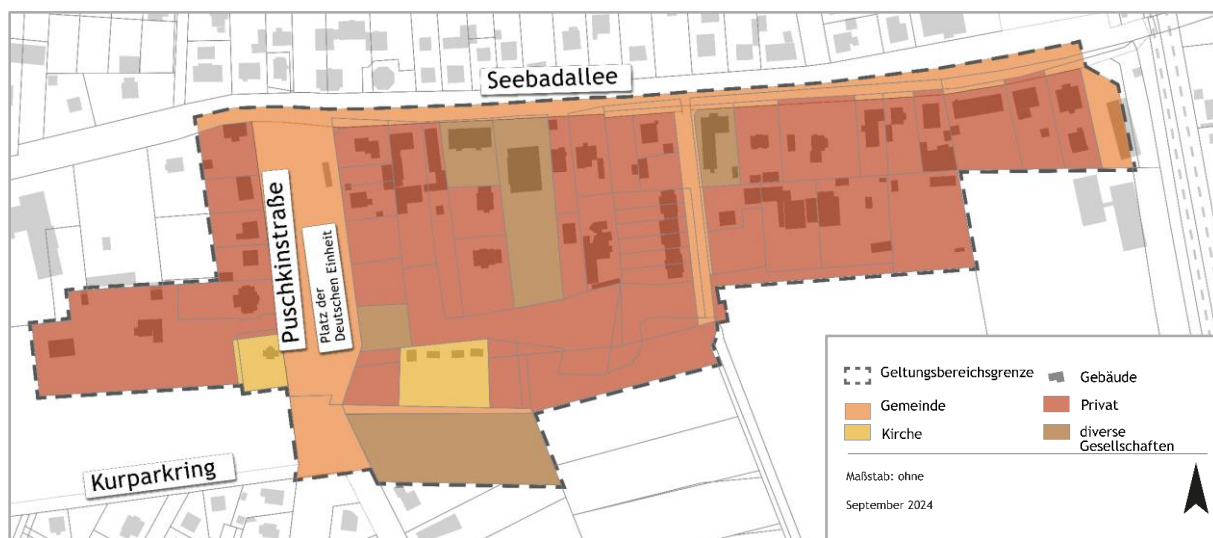 Seebadallee
Puschkinstraße
Platz der
Deutschen Einheit
Kurparkring
Geltungsbereichsgrenze
Gebäude
Gemeinde
Privat
Kirche
diverse
Gesellschaften
Maßstab: ohne
September 2024